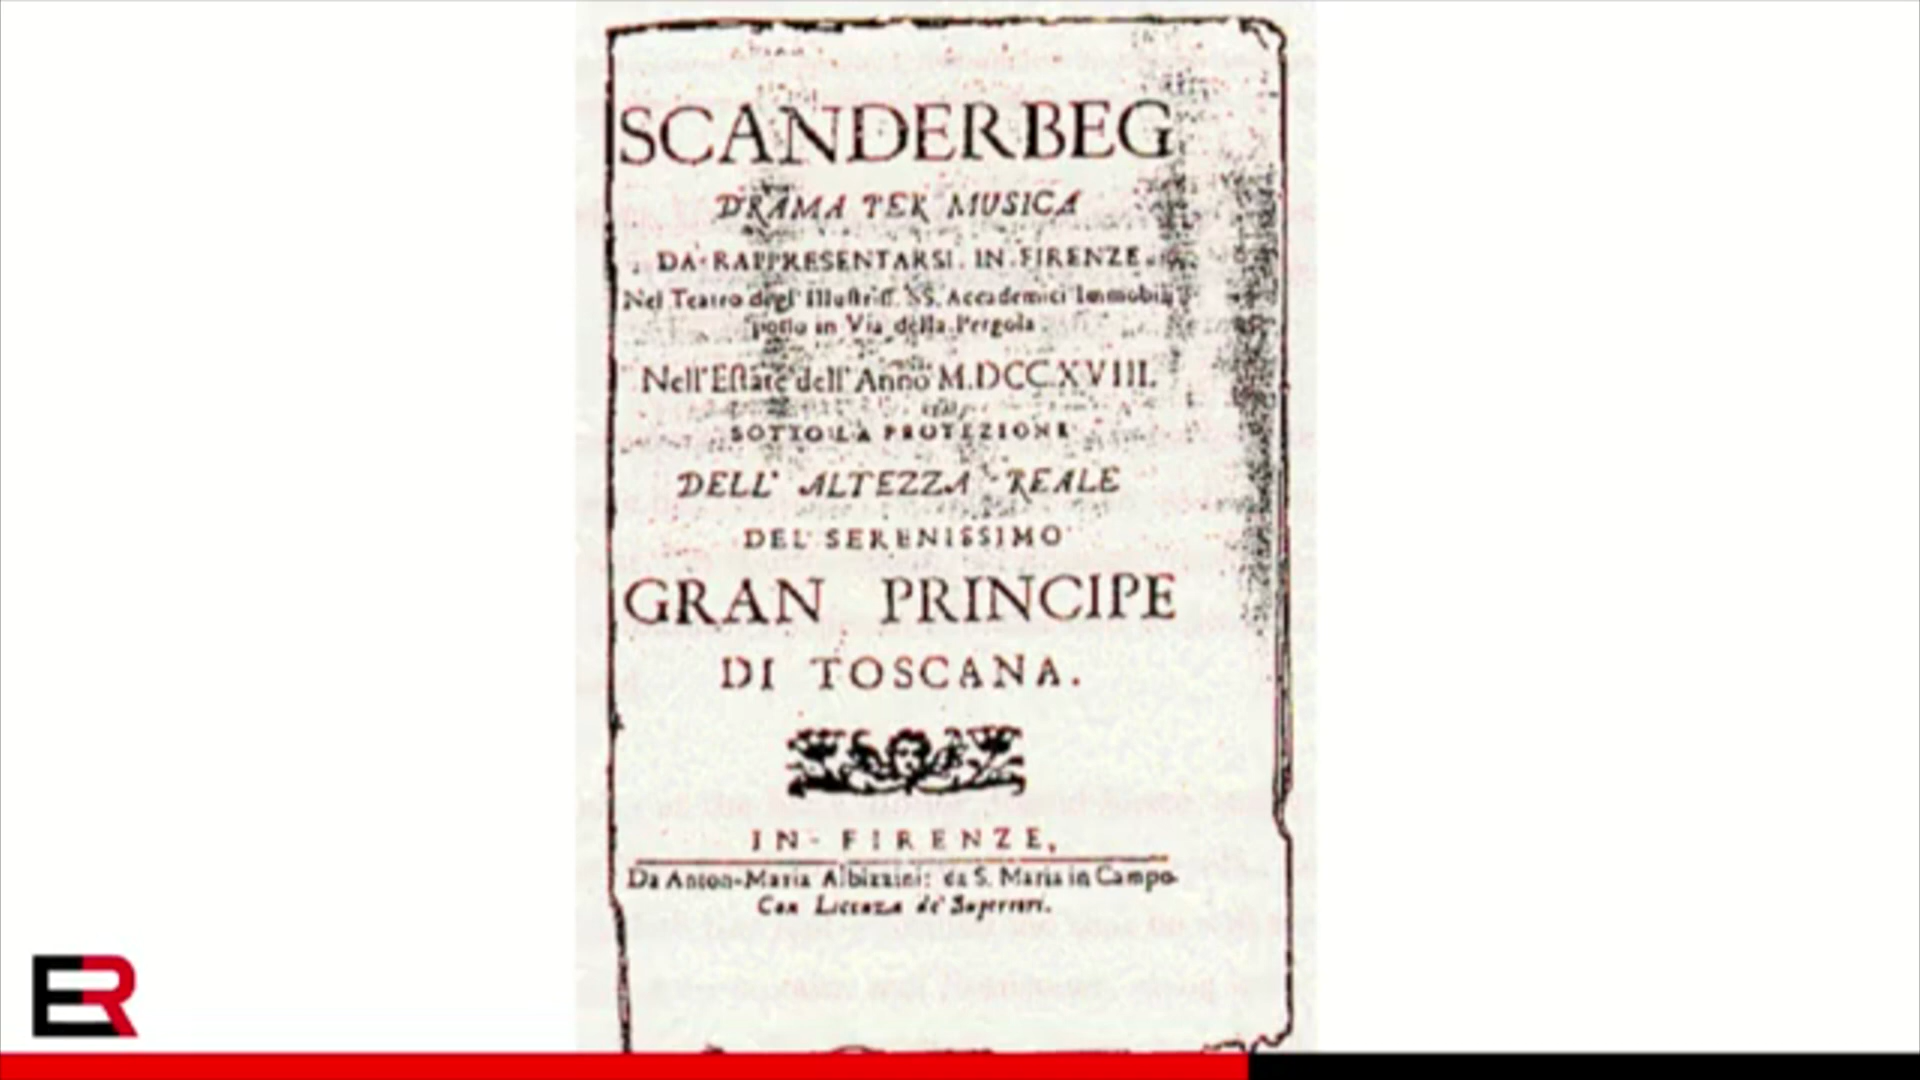 SCANDERBEG
DRAMA PER MUSICA
DA RAPPRESENTARSI IN FIRENZE
Nel Teatro degl' Illustriss. SS. Accademici Immobili
posto in Via della Pergola
Nell'Estate dell' Anno M.DCCXVIII.
SOTTO LA PROTEZIONE
DELL' ALTEZZA REALE
DEL SERENISSIMO
GRAN PRINCIPE
DI TOSCANA.
IN FIRENZE,
Da Anton-Maria Albizzini: da S. Maria in Campo.
Con Licenza de' Superiori.
ER